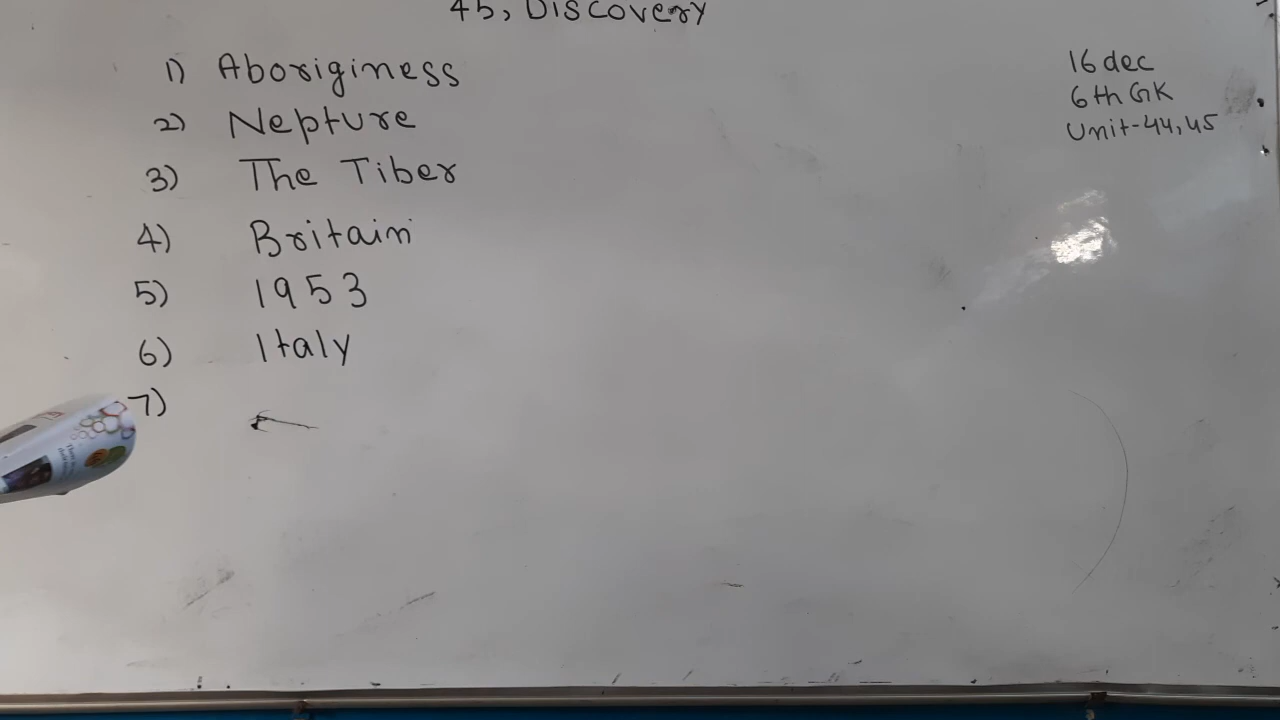 45, Discovery
1) Aboriginess
2) Nepture
3) The Tiber
4) Britain
5) 1953
6) Italy
7)
16 dec
6th GK
Unit-44,45